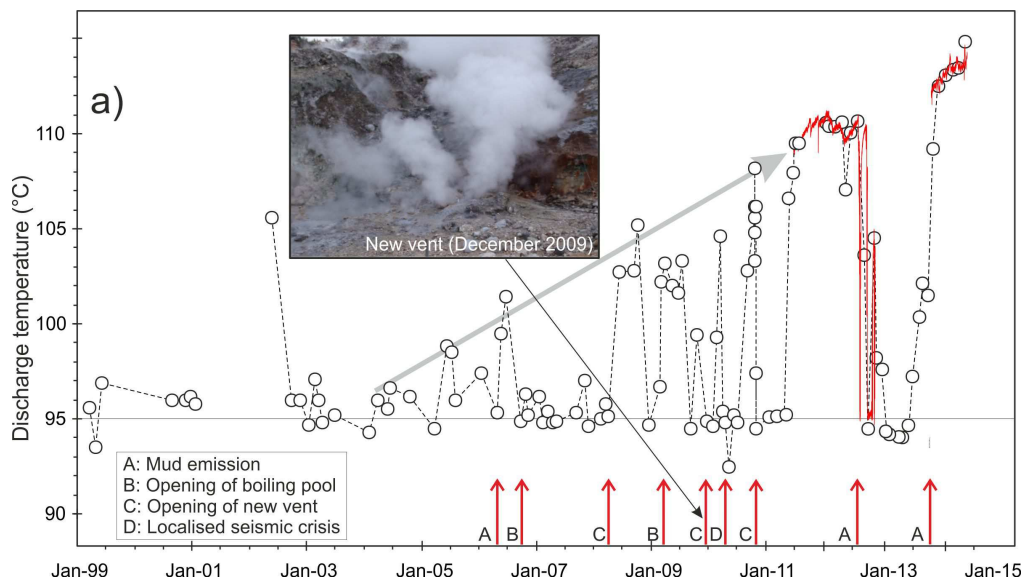 a)
Discharge temperature (°C)
110
105
100
95
90
New vent (December 2009)
A: Mud emission
B: Opening of boiling pool
C: Opening of new vent
D: Localised seismic crisis
A B C B C D C A A
Jan-99 Jan-01 Jan-03 Jan-05 Jan-07 Jan-09 Jan-11 Jan-13 Jan-15